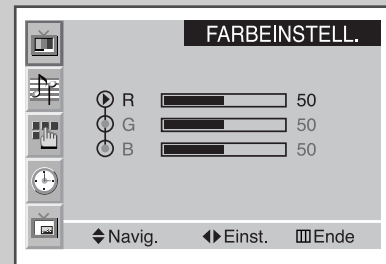 FARBEINSTELL.
R 50
G 50
B 50
Navig. Einst. Ende